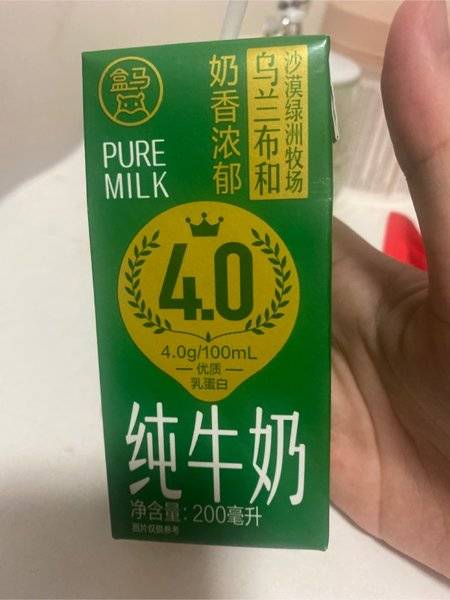 盒马
PURE
MILK
奶香浓郁
乌兰布和
沙漠绿洲牧场
4.0
4.0g/100mL
优质
乳蛋白
纯牛奶
净含量:200毫升
图片仅供参考